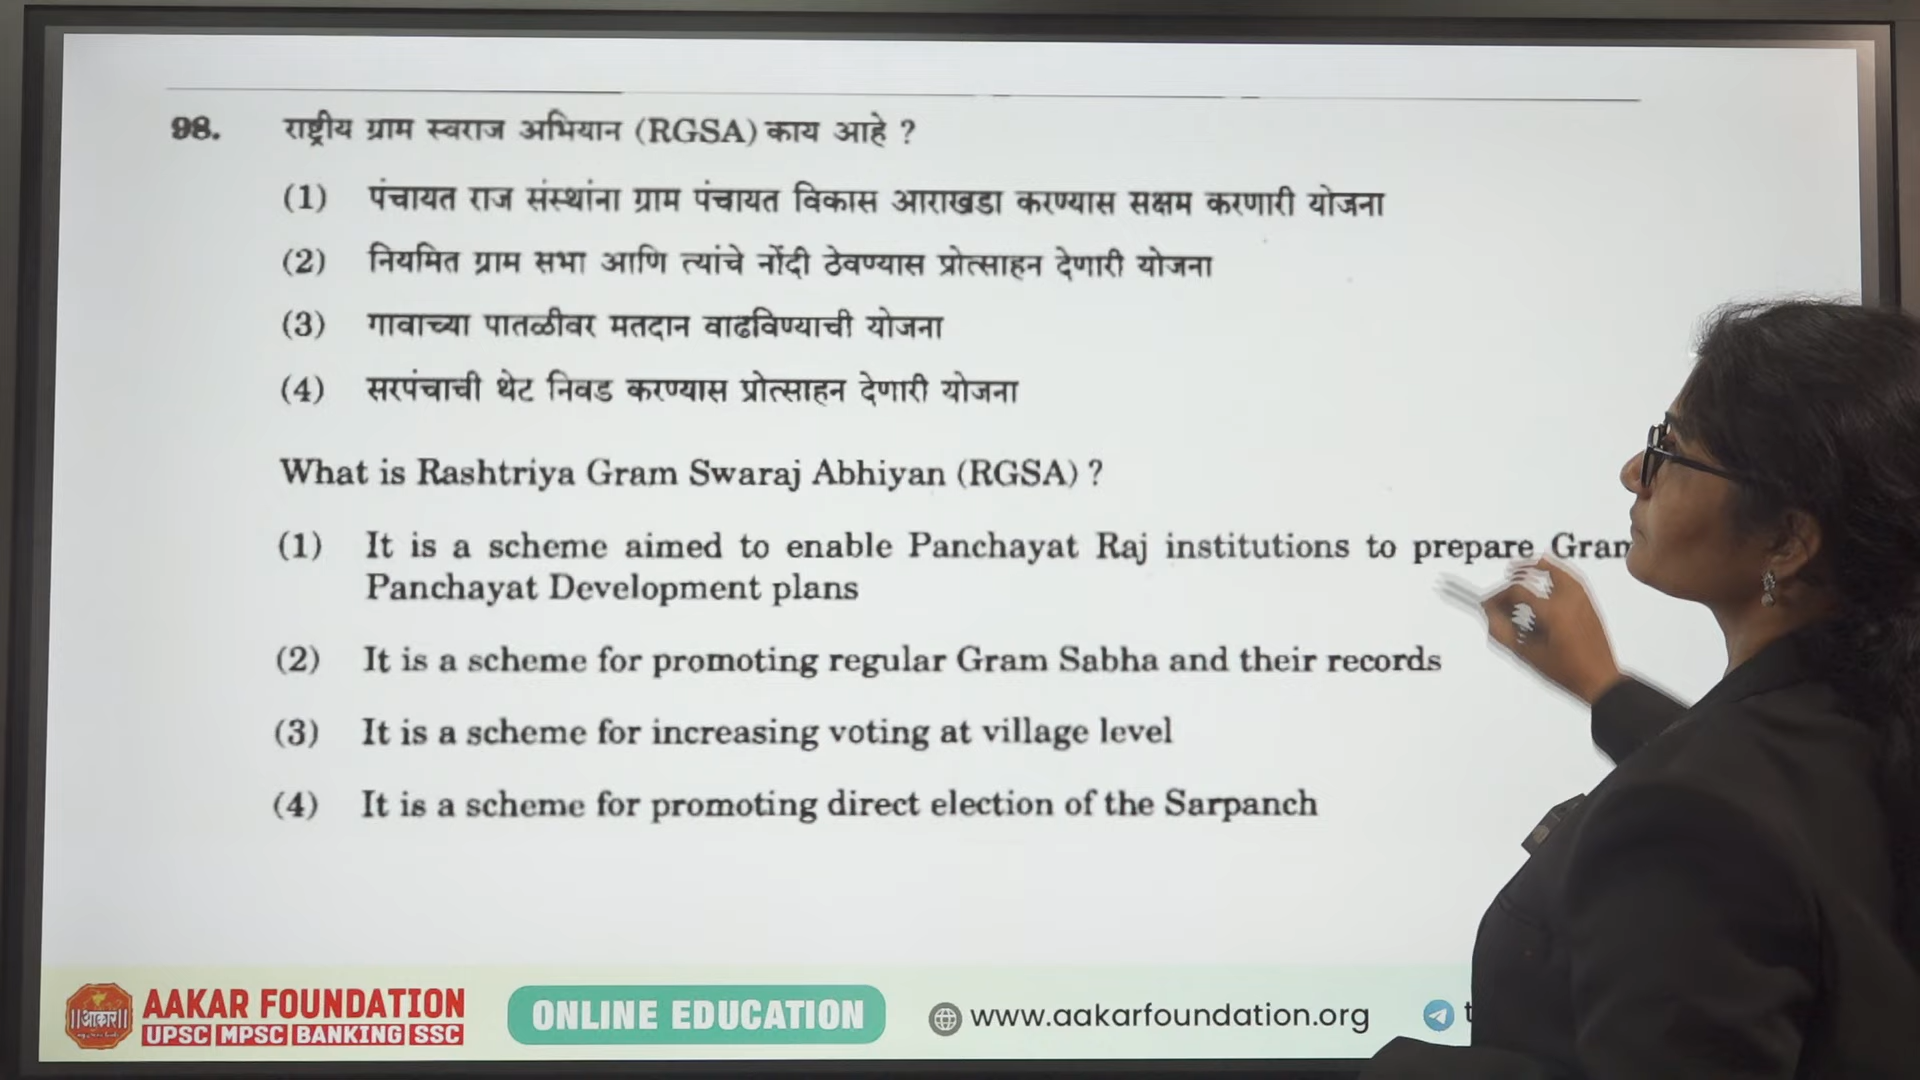 98. राष्ट्रीय ग्राम स्वराज अभियान (RGSA) काय आहे ?
(1) पंचायत राज संस्थांना ग्राम पंचायत विकास आराखडा करण्यास सक्षम करणारी योजना
(2) नियमित ग्राम सभा आणि त्यांचे नोंदी ठेवण्यास प्रोत्साहन देणारी योजना
(3) गावाच्या पातळीवर मतदान वाढविण्याची योजना
(4) सरपंचाची थेट निवड करण्यास प्रोत्साहन देणारी योजना
What is Rashtriya Gram Swaraj Abhiyan (RGSA) ?
(1) It is a scheme aimed to enable Panchayat Raj institutions to prepare
Panchayat Development plans
(2) It is a scheme for promoting regular Gram Sabha and their records
(3) It is a scheme for increasing voting at village level
(4) It is a scheme for promoting direct election of the Sarpanch
||आकार|| AAKAR FOUNDATION
UPSC MPSC BANKING SSC
ONLINE EDUCATION
www.aakarfoundation.org